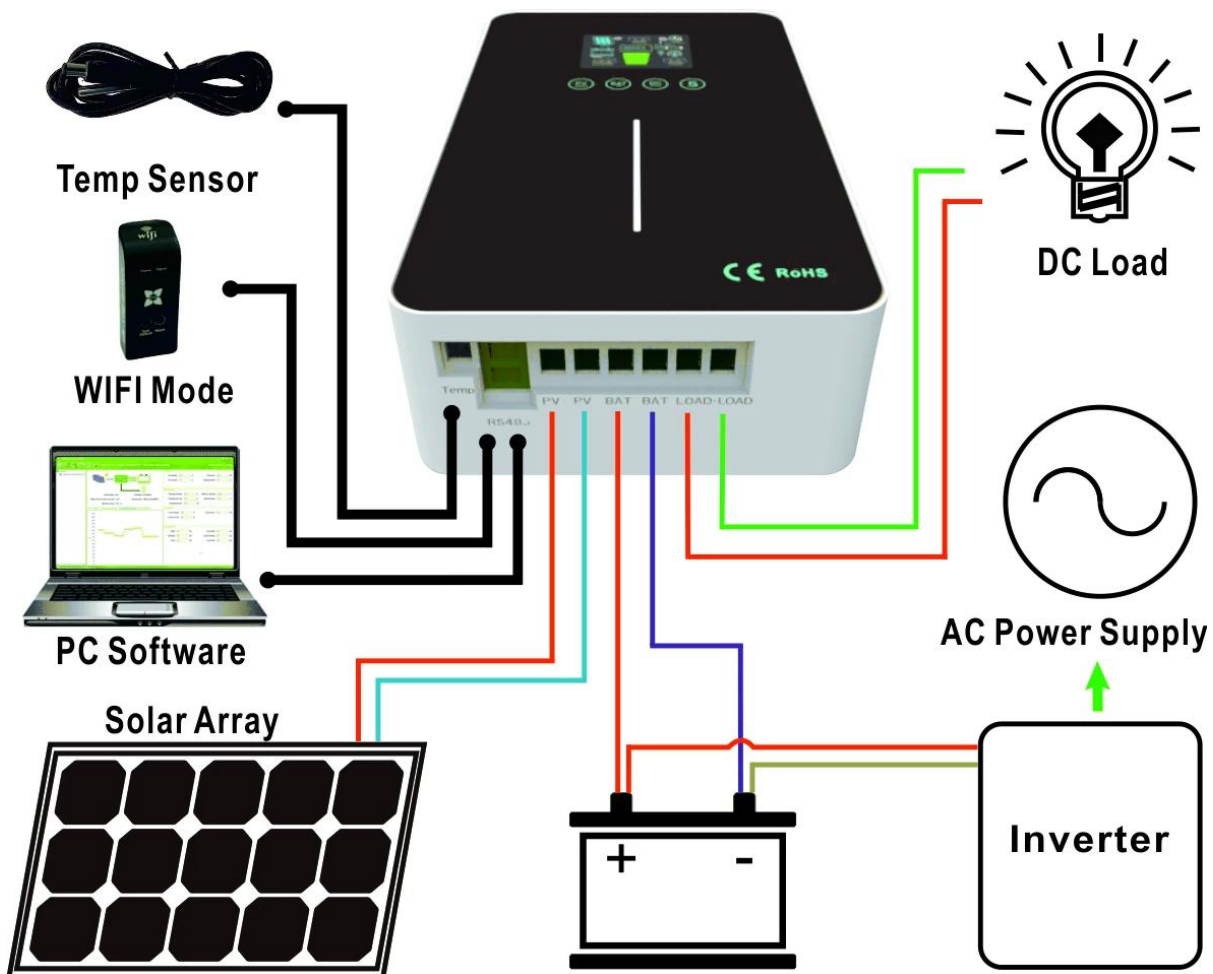 Temp Sensor
wifi
WIFI Mode
PC Software
Solar Array
CE RoHS
Temp
PV PV BAT BAT LOAD-LOAD
DC Load
AC Power Supply
Inverter
+ -